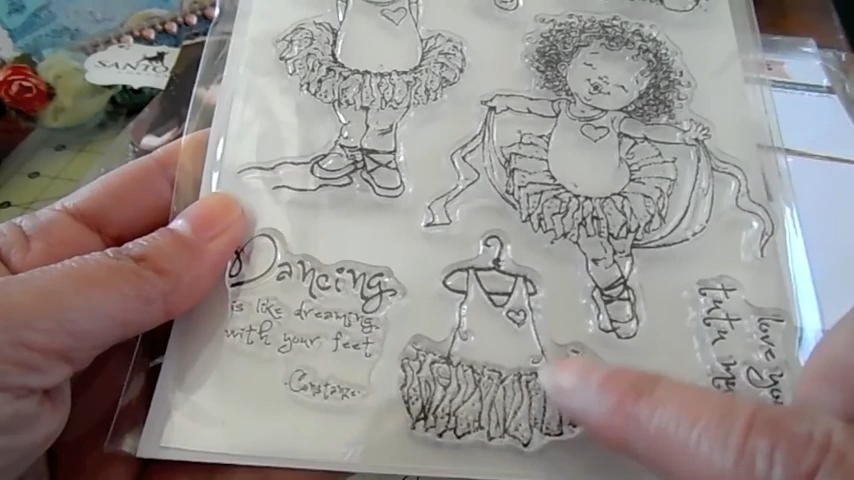 SANTO
Dancing
is like dreaming
with your feet
Constanze
love you
tutu